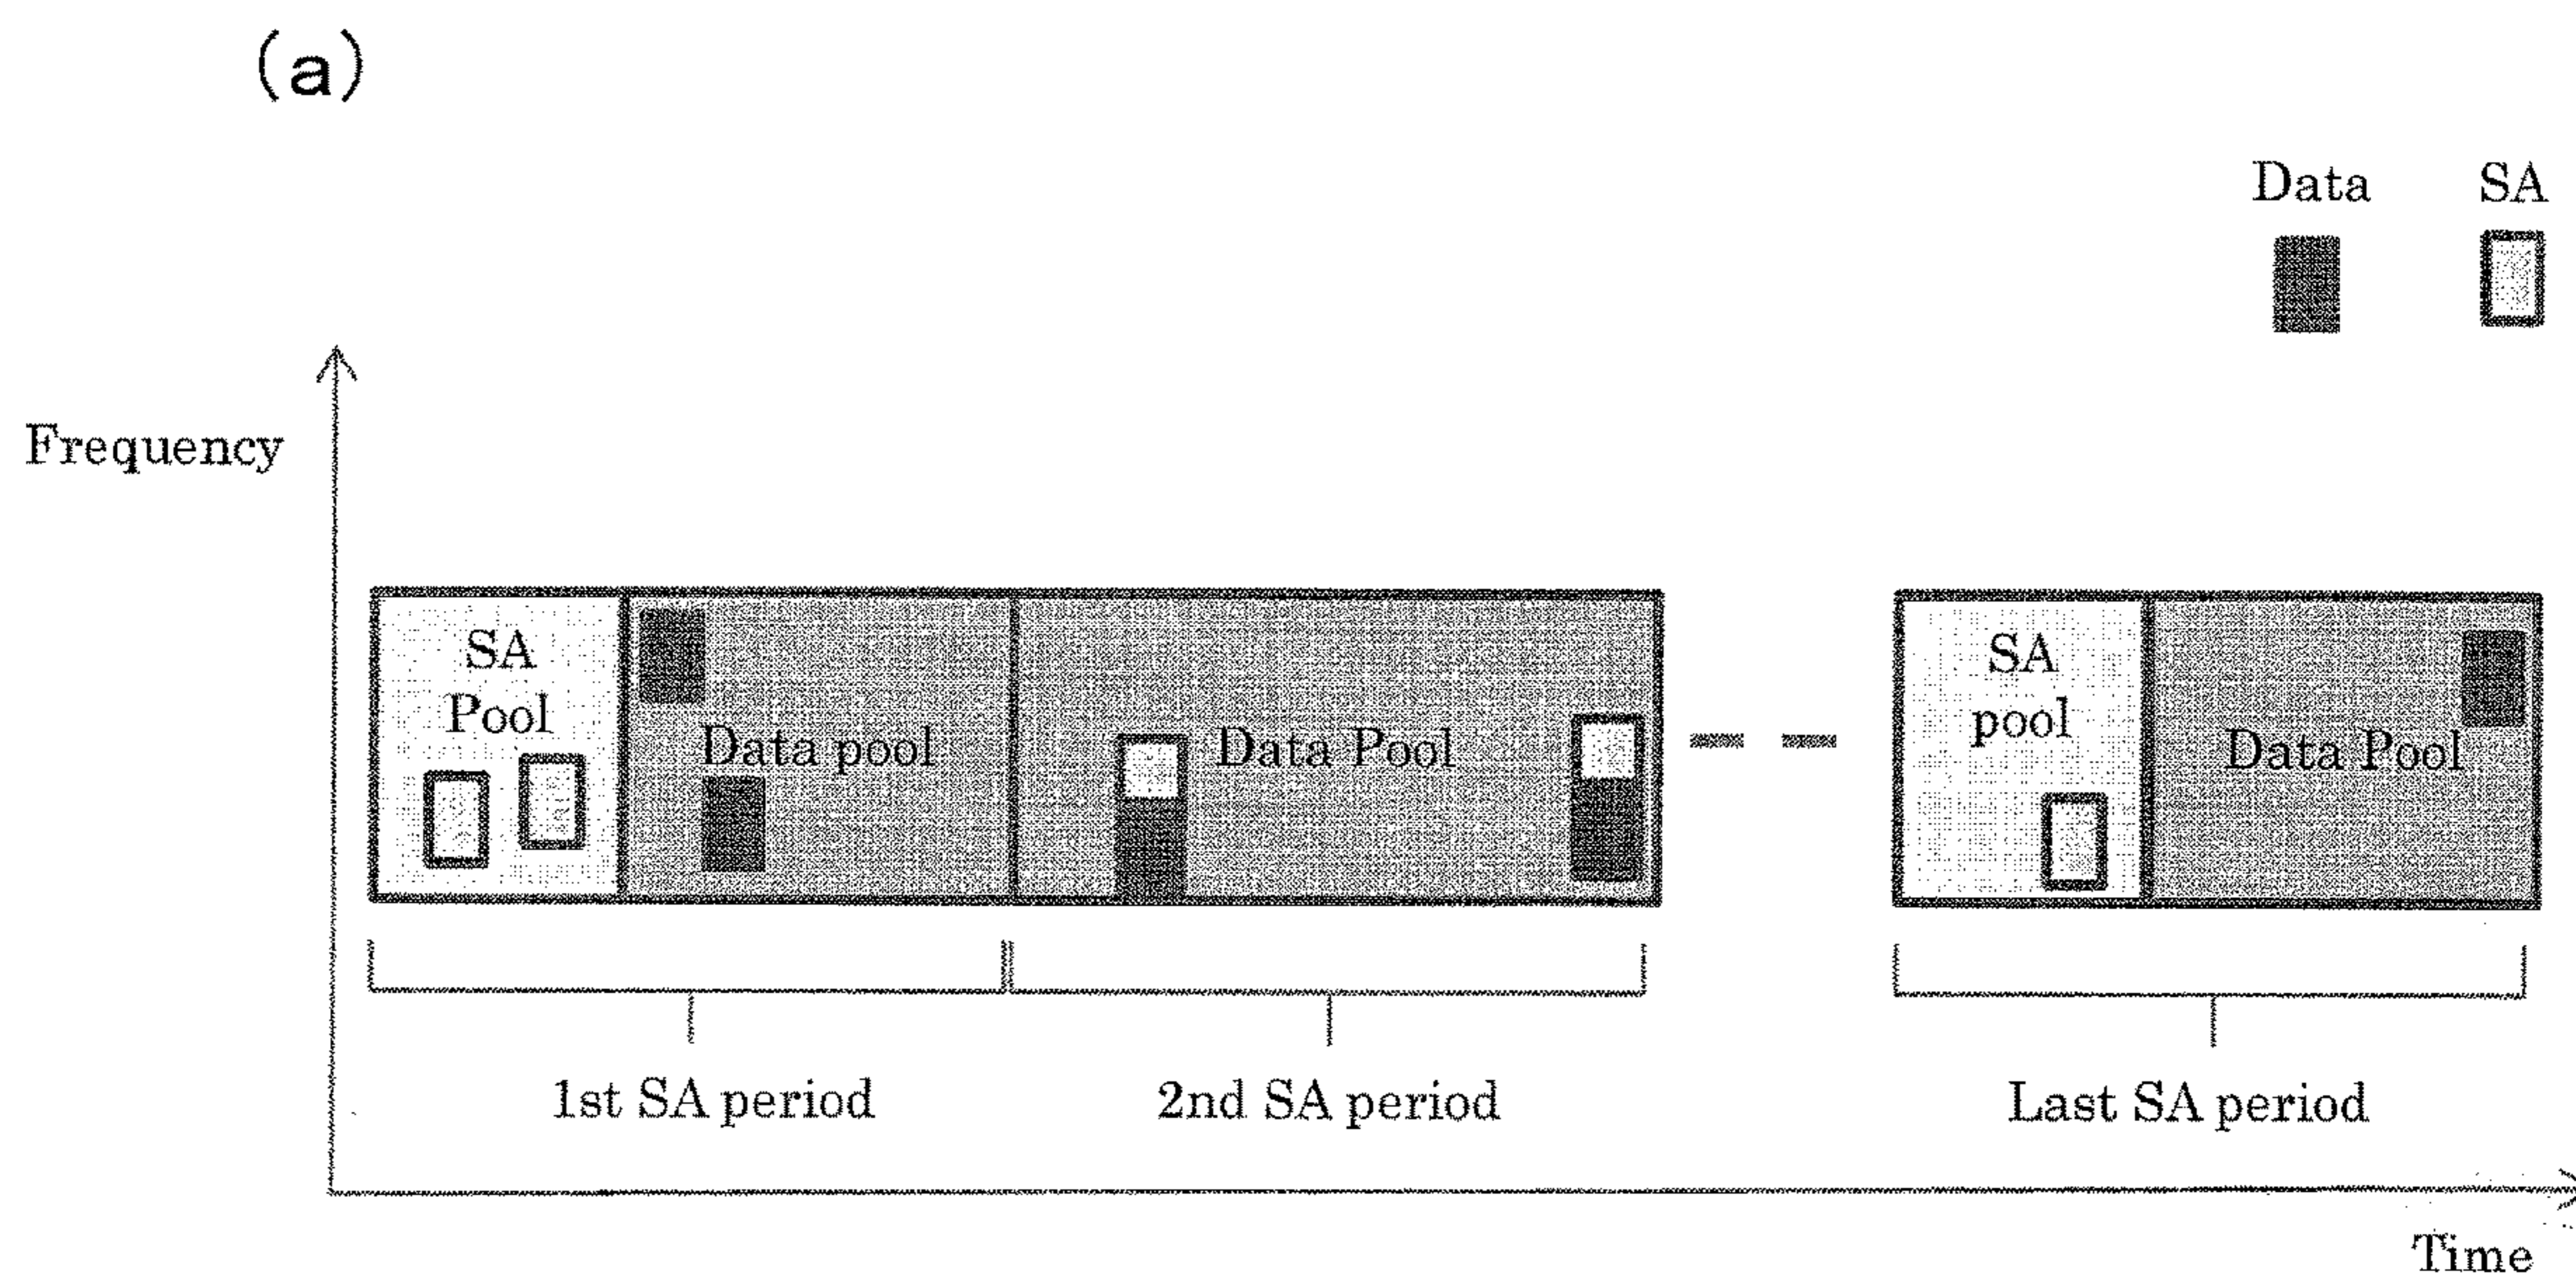 (a)
Data
SA
Frequency
SA
Pool
Data pool
Data Pool
SA
pool
Data Pool
1st SA period
2nd SA period
Last SA period
Time